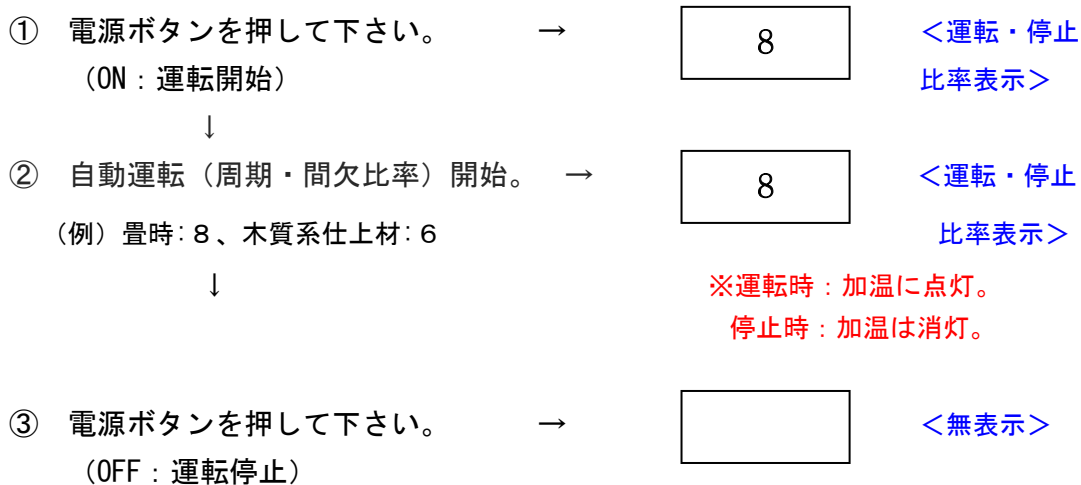 ① 電源ボタンを押して下さい。 → 8 <運転・停止
(ON：運転開始) 比率表示>
↓
② 自動運転（周期・間欠比率）開始。 → 8 <運転・停止
(例) 畳時:８、木質系仕上材:６ 比率表示>
↓ ※運転時：加温に点灯。
停止時：加温は消灯。
③ 電源ボタンを押して下さい。 → <無表示>
(OFF：運転停止)